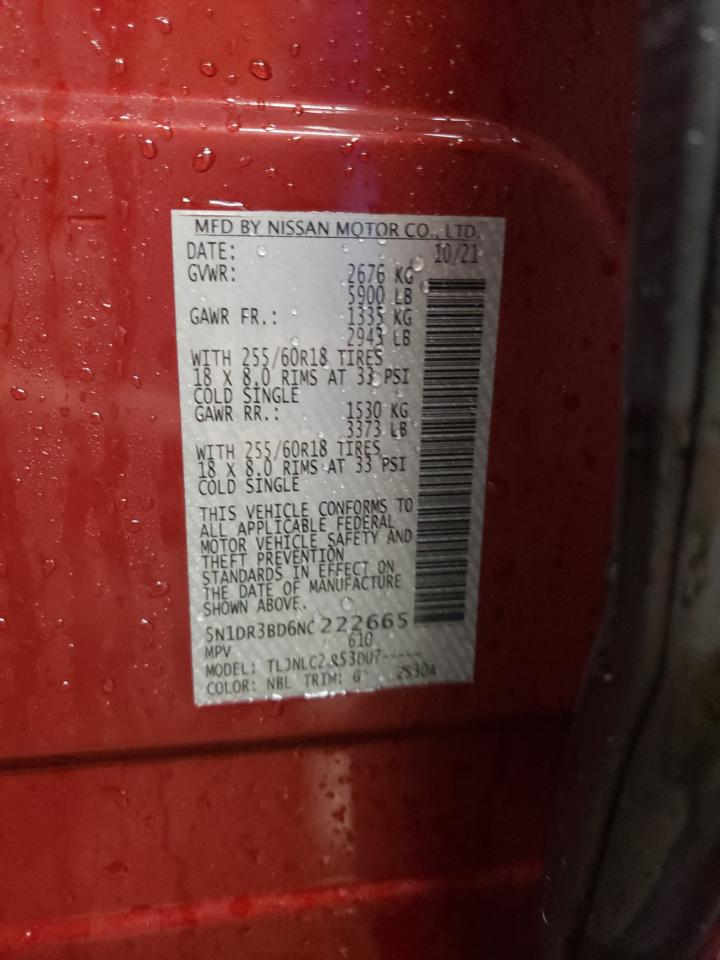 MFD BY NISSAN MOTOR CO., LTD.
DATE: 10/21
GVWR: 2676 KG
5900 LB
GAWR FR.: 1335 KG
2943 LB
WITH 255/60R18 TIRES
18 X 8.0 RIMS AT 33 PSI
COLD SINGLE
GAWR RR.: 1530 KG
3373 LB
WITH 255/60R18 TIRES
18 X 8.0 RIMS AT 33 PSI
COLD SINGLE
THIS VEHICLE CONFORMS TO
ALL APPLICABLE FEDERAL
MOTOR VEHICLE SAFETY AND
THEFT PREVENTION
STANDARDS IN EFFECT ON
THE DATE OF MANUFACTURE
SHOWN ABOVE.
5N1DR3BD6NC222665
MPV 610
MODEL:
COLOR: NBL TRIM: G